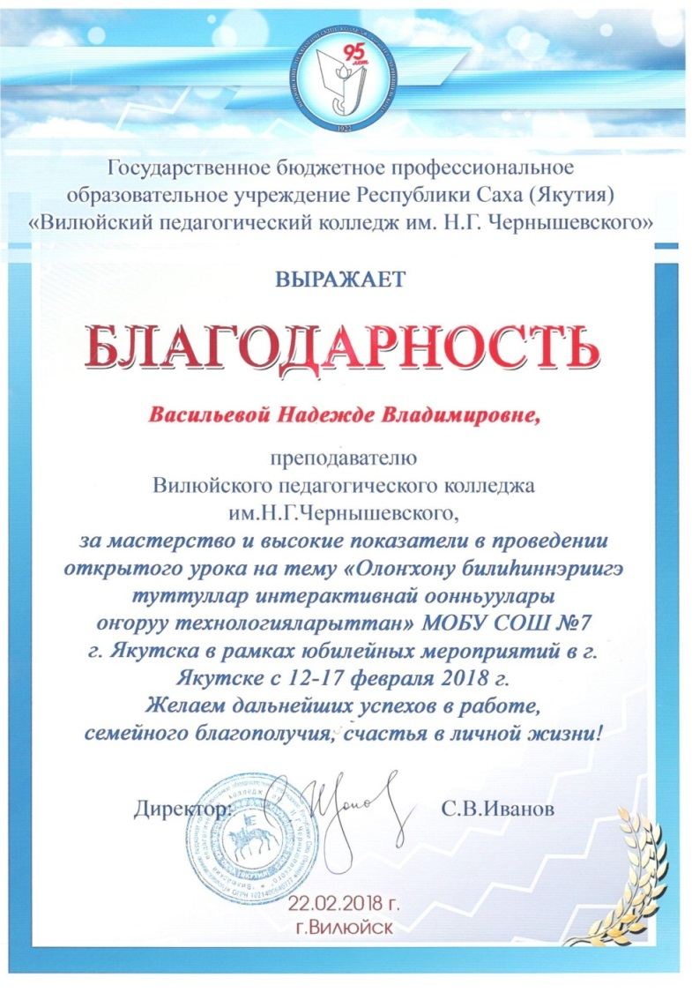 95
лет
1922
Государственное бюджетное профессиональное
образовательное учреждение Республики Саха (Якутия)
«Вилюйский педагогический колледж им. Н.Г. Чернышевского»
ВЫРАЖАЕТ
БЛАГОДАРНОСТЬ
Васильевой Надежде Владимировне,
преподавателю
Вилюйского педагогического колледжа
им.Н.Г.Чернышевского,
за мастерство и высокие показатели в проведении
открытого урока на тему «Олоҥхону билиһиннэриигэ
туттуллар интерактивнай оонньуулары
оҥоруу технологияларыттан» МОБУ СОШ №7
г. Якутска в рамках юбилейных мероприятий в г.
Якутске с 12-17 февраля 2018 г.
Желаем дальнейших успехов в работе,
семейного благополучия, счастья в личной жизни!
Директор: С.В.Иванов
22.02.2018 г.
г.Вилюйск